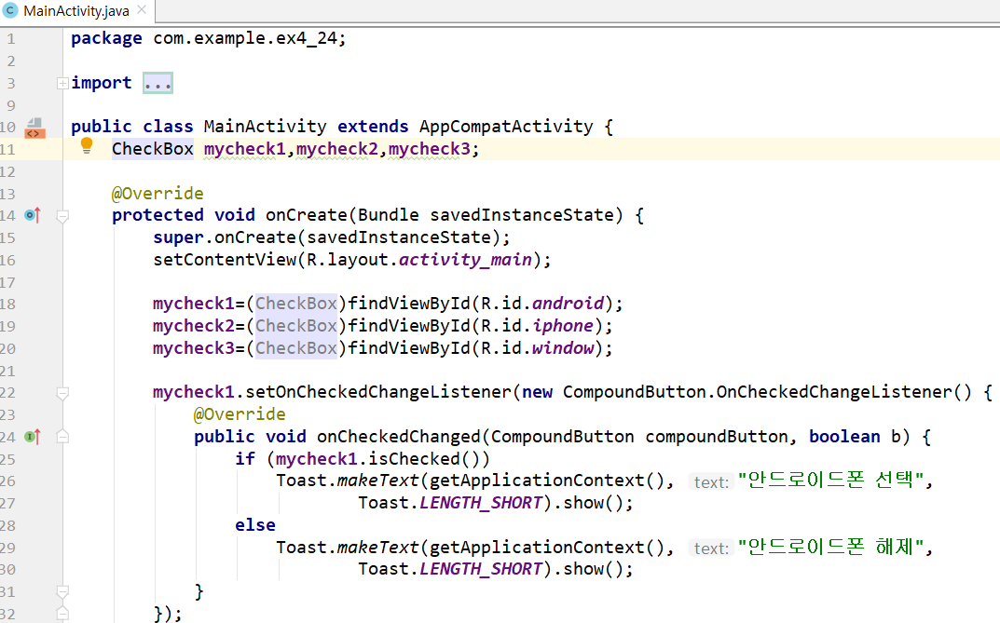 MainActivity.java
1 package com.example.ex4_24;
2
3 import ...
9
10 public class MainActivity extends AppCompatActivity {
11 CheckBox mycheck1,mycheck2,mycheck3;
12
13 @Override
14 protected void onCreate(Bundle savedInstanceState) {
15 super.onCreate(savedInstanceState);
16 setContentView(R.layout.activity_main);
17
18 mycheck1=(CheckBox)findViewById(R.id.android);
19 mycheck2=(CheckBox)findViewById(R.id.iphone);
20 mycheck3=(CheckBox)findViewById(R.id.window);
21
22 mycheck1.setOnCheckedChangeListener(new CompoundButton.OnCheckedChangeListener() {
23 @Override
24 public void onCheckedChanged(CompoundButton compoundButton, boolean b) {
25 if (mycheck1.isChecked())
26 Toast.makeText(getApplicationContext(), text: "안드로이드폰 선택",
27 Toast.LENGTH_SHORT).show();
28 else
29 Toast.makeText(getApplicationContext(), text: "안드로이드폰 해제",
30 Toast.LENGTH_SHORT).show();
31 }
32 });